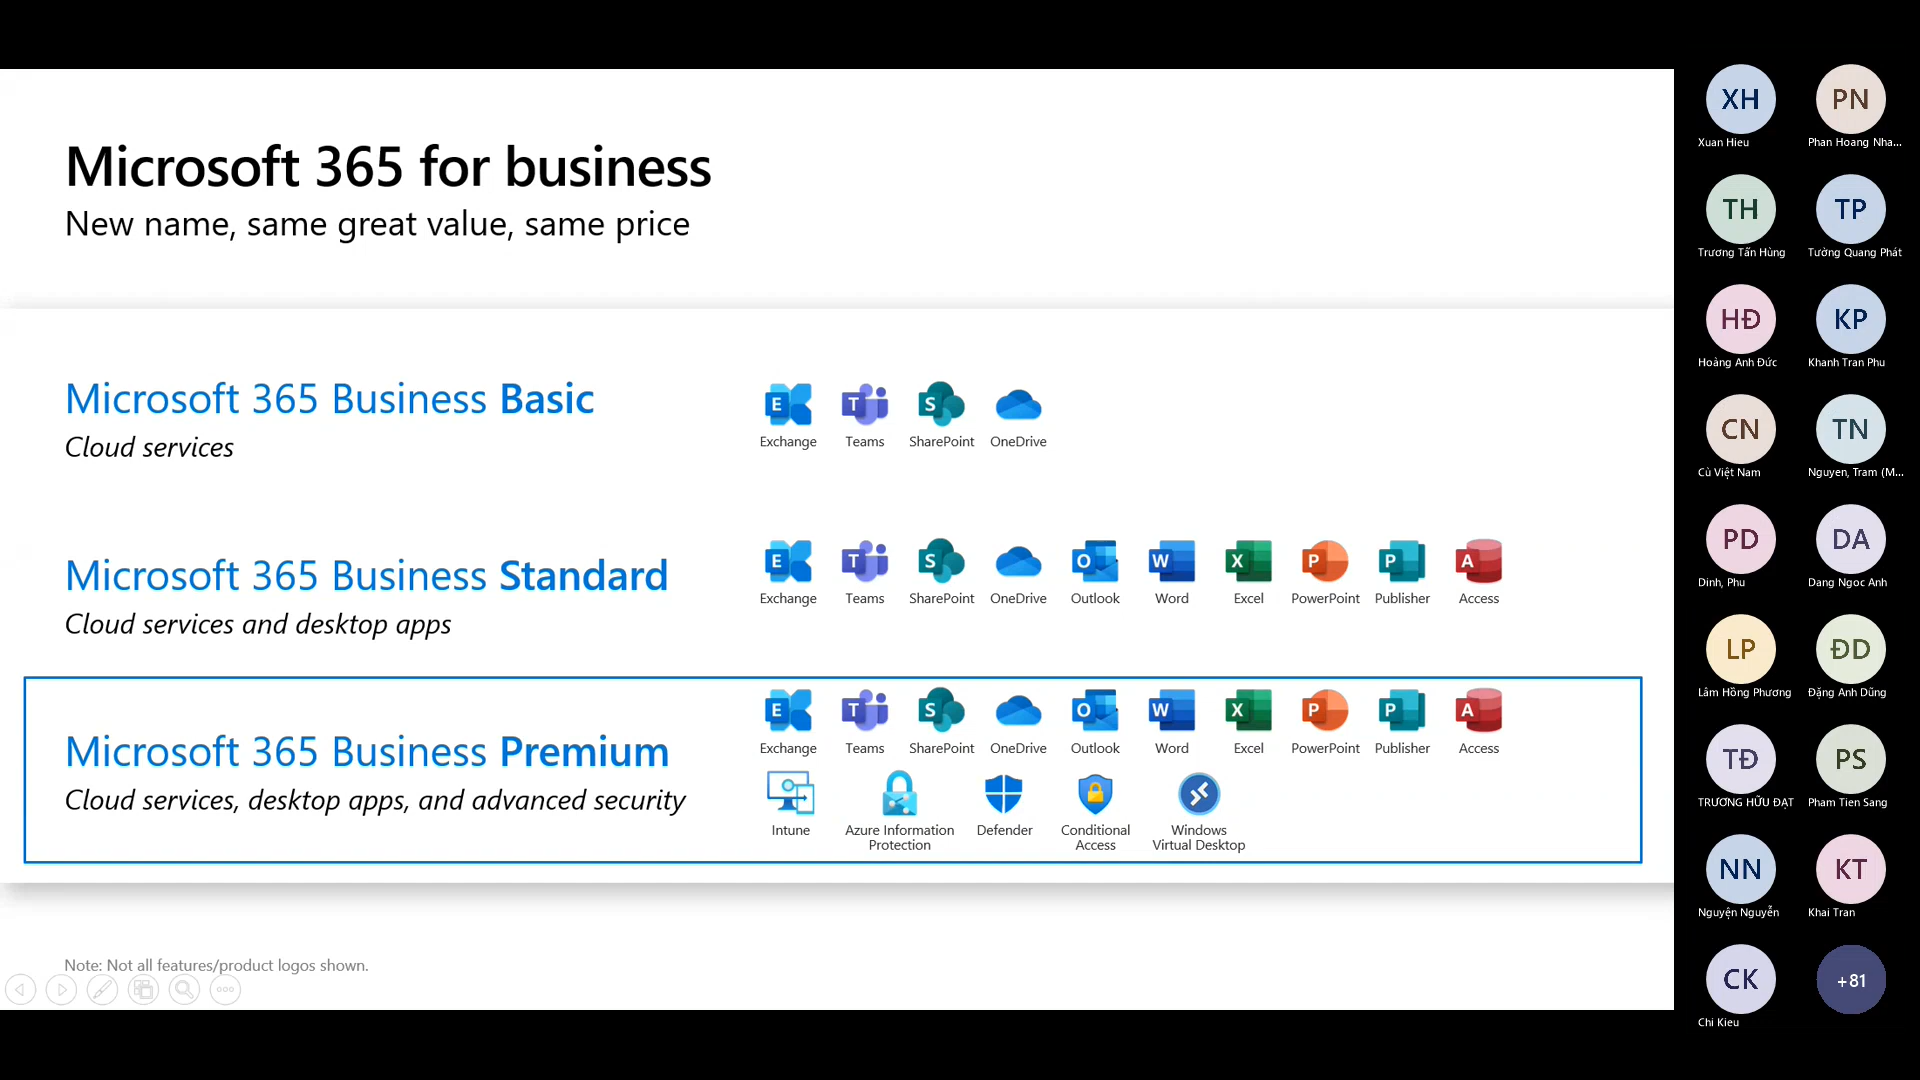 Microsoft 365 for business
New name, same great value, same price
Microsoft 365 Business Basic
Cloud services
E T S
Exchange Teams SharePoint OneDrive
Microsoft 365 Business Standard
Cloud services and desktop apps
E T S O W X P P A
Exchange Teams SharePoint OneDrive Outlook Word Excel PowerPoint Publisher Access
Microsoft 365 Business Premium
Cloud services, desktop apps, and advanced security
E T S O W X P P A
Exchange Teams SharePoint OneDrive Outlook Word Excel PowerPoint Publisher Access
Intune Azure Information Defender Conditional Windows
Protection Access Virtual Desktop
Note: Not all features/product logos shown.
XH PN
Xuan Hieu Phan Hoang Nha...
TH TP
Trương Tấn Hùng Tường Quang Phát
HĐ KP
Hoàng Anh Đức Khanh Tran Phu
CN TN
Cù Việt Nam Nguyen, Tram (M...
PD DA
Dinh, Phu Dang Ngoc Anh
LP ĐD
Lâm Hồng Phương Đặng Anh Dũng
TĐ PS
TRƯƠNG HỮU ĐẠT Pham Tien Sang
NN KT
Nguyện Nguyễn Khai Tran
CK +81
Chi Kieu